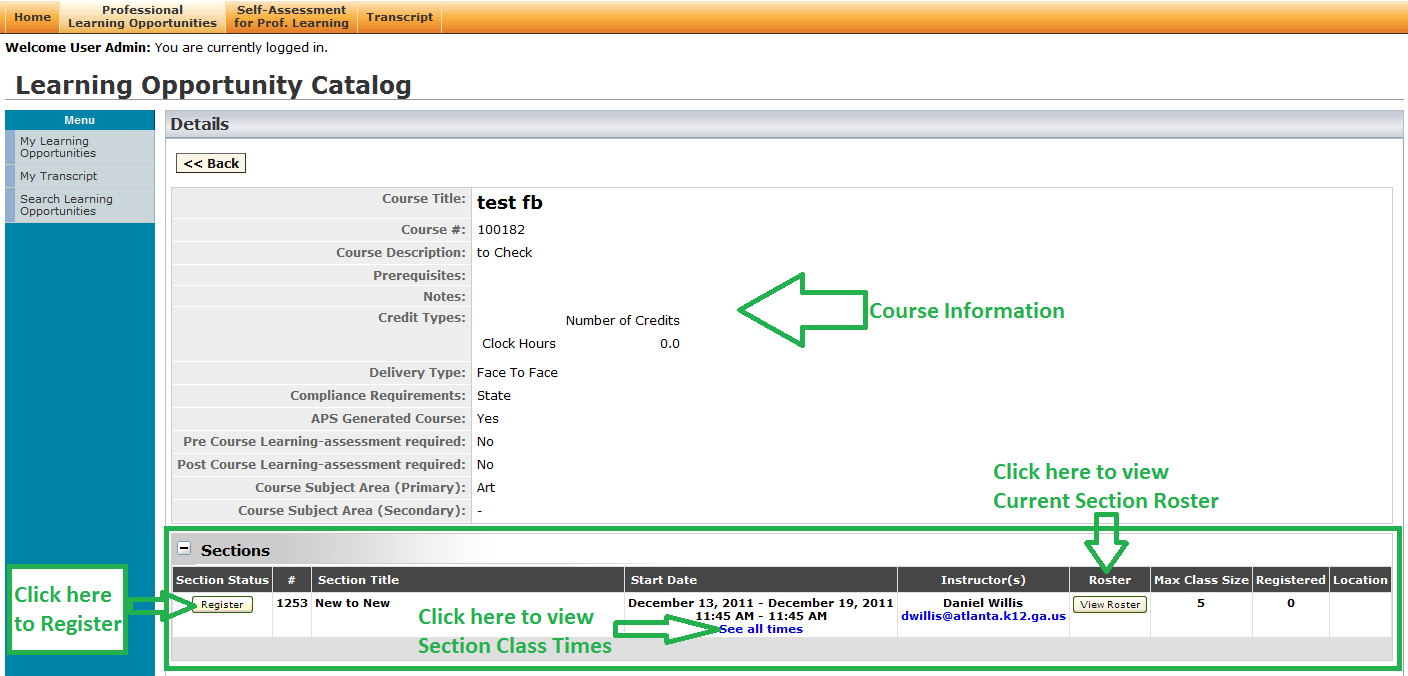 Home
Professional
Learning Opportunities
Self-Assessment
for Prof. Learning
Transcript
Welcome User Admin: You are currently logged in.
Learning Opportunity Catalog
Menu
My Learning
Opportunities
My Transcript
Search Learning
Opportunities
Details
<< Back
Course Title: test fb
Course #: 100182
Course Description: to Check
Prerequisites:
Notes:
Credit Types:
Number of Credits
Clock Hours 0.0
Course Information
Delivery Type: Face To Face
Compliance Requirements: State
APS Generated Course: Yes
Pre Course Learning-assessment required: No
Post Course Learning-assessment required: No
Course Subject Area (Primary): Art
Course Subject Area (Secondary): -
Click here to view
Current Section Roster
Sections
Section Status # Section Title Start Date Instructor(s) Roster Max Class Size Registered Location
Register 1253 New to New December 13, 2011 - December 19, 2011 Daniel Willis View Roster 5 0
11:45 AM - 11:45 AM dwillis@atlanta.k12.ga.us
See all times
Click here
to Register
Click here to view
Section Class Times